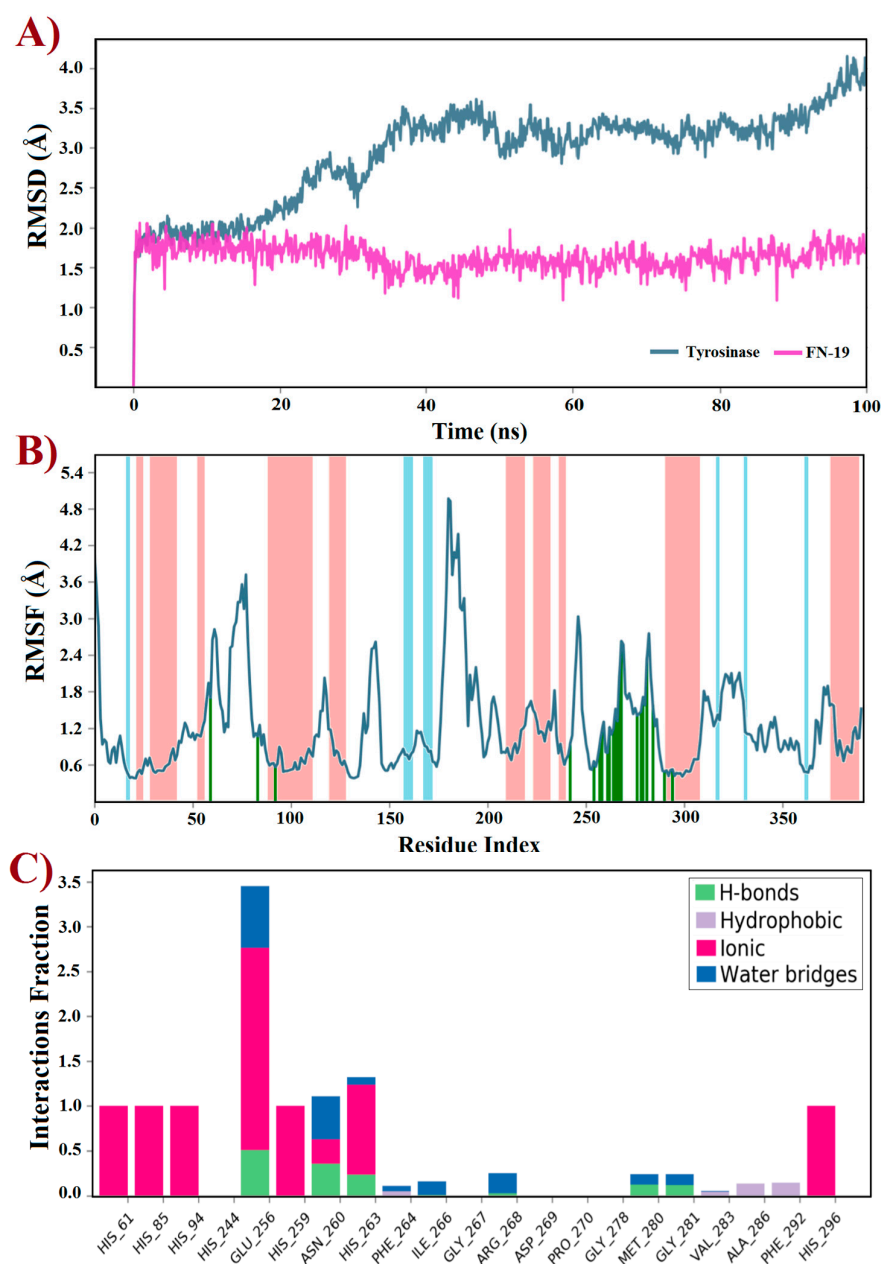 A)
4.0
3.5
3.0
2.5
2.0
1.5
1.0
0.5
RMSD (Å)
Tyrosinase FN-19
0 20 40 60 80 100
Time (ns)
B)
5.4
4.8
4.2
3.6
3.0
2.4
1.8
1.2
0.6
RMSF (Å)
0 50 100 150 200 250 300 350
Residue Index
C)
3.5
3.0
2.5
2.0
1.5
1.0
0.5
0.0
Interactions Fraction
H-bonds
Hydrophobic
Ionic
Water bridges
HIS_61
HIS_85
HIS_94
HIS_244
GLU_256
HIS_259
ASN_260
HIS_263
PHE_264
ILE_266
GLY_267
ARG_268
ASP_269
PRO_270
GLY_278
MET_280
GLY_281
VAL_283
ALA_286
PHE_292
HIS_296